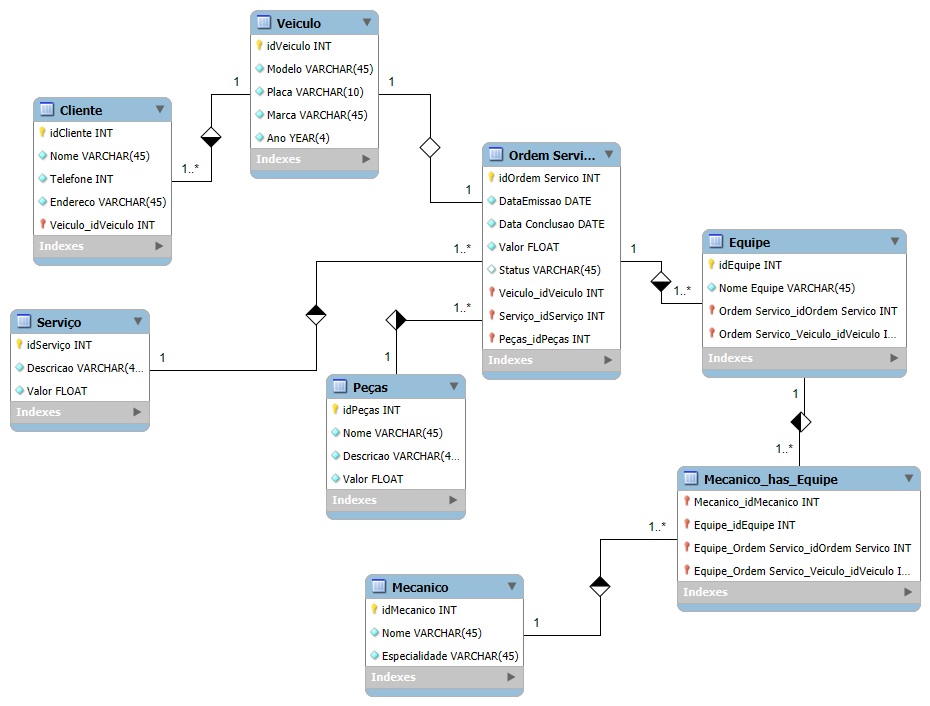 Veiculo
idVeiculo INT
Modelo VARCHAR(45)
Placa VARCHAR(10)
Marca VARCHAR(45)
Ano YEAR(4)
Indexes
1
1..*
Cliente
idCliente INT
Nome VARCHAR(45)
Telefone INT
Endereco VARCHAR(45)
Veiculo_idVeiculo INT
Indexes
1
1
Ordem Servi...
idOrdem Servico INT
DataEmissao DATE
Data Conclusao DATE
Valor FLOAT
Status VARCHAR(45)
Veiculo_idVeiculo INT
Serviço_idServiço INT
Peças_idPeças INT
Indexes
1
1..*
Equipe
idEquipe INT
Nome Equipe VARCHAR(45)
Ordem Servico_idOrdem Servico INT
Ordem Servico_Veiculo_idVeiculo I...
Indexes
1..*
1
Serviço
idServiço INT
Descricao VARCHAR(4...
Valor FLOAT
Indexes
1..*
1
Peças
idPeças INT
Nome VARCHAR(45)
Descricao VARCHAR(4...
Valor FLOAT
Indexes
1
1..*
Mecanico_has_Equipe
Mecanico_idMecanico INT
Equipe_idEquipe INT
Equipe_Ordem Servico_idOrdem Servico INT
Equipe_Ordem Servico_Veiculo_idVeiculo I...
Indexes
1..*
1
Mecanico
idMecanico INT
Nome VARCHAR(45)
Especialidade VARCHAR(45)
Indexes